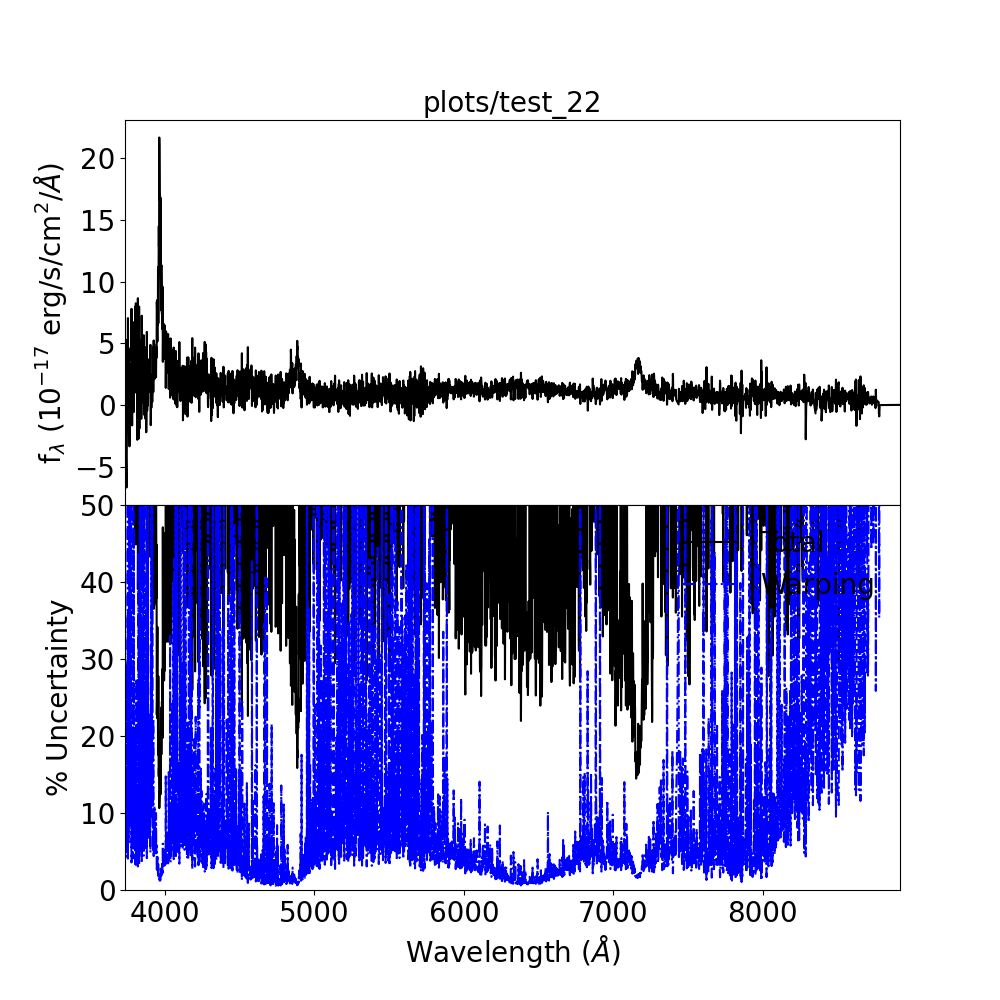 plots/test_22
20
15
10
5
0
−5
f_λ (10^−17 erg/s/cm^2/Å)
50
40
30
20
10
0
% Uncertainty
Total
Warping
4000 5000 6000 7000 8000
Wavelength (Å)